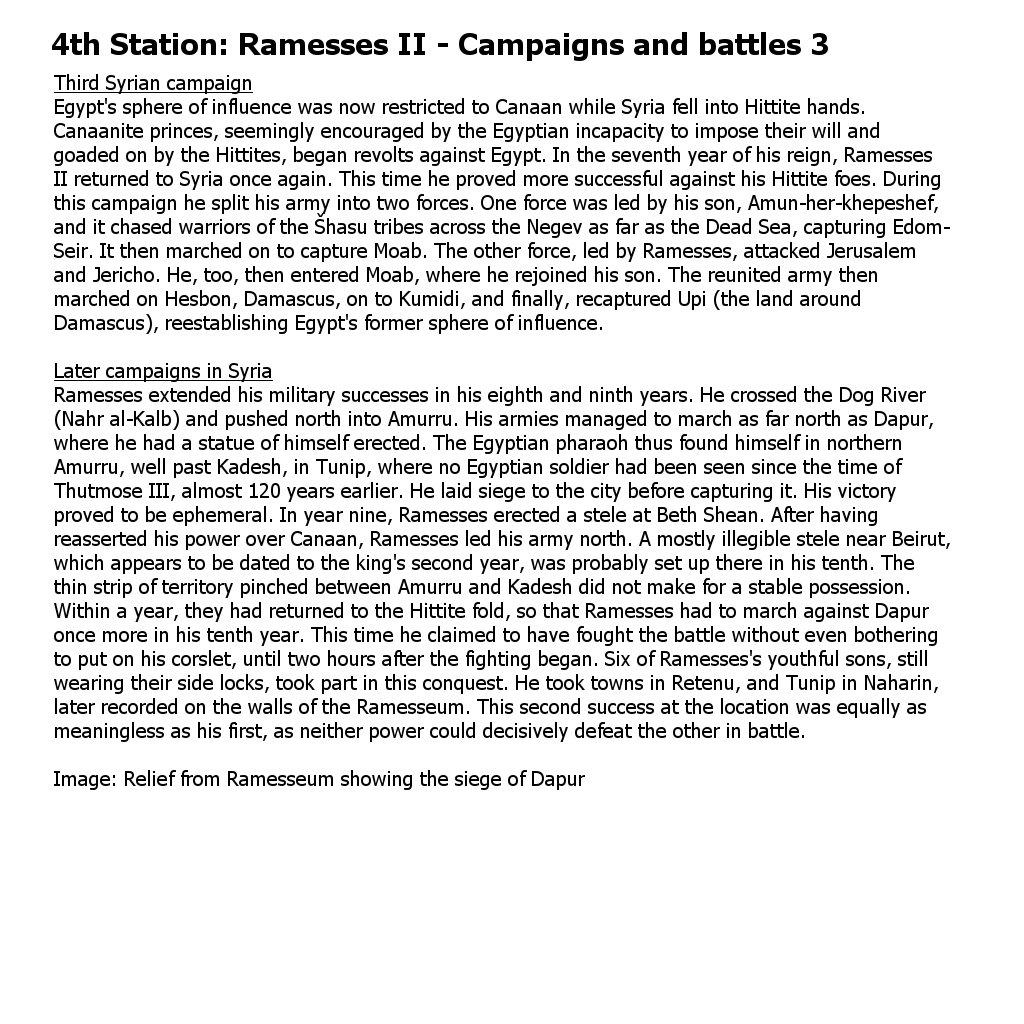 4th Station: Ramesses II - Campaigns and battles 3
Third Syrian campaign
Egypt's sphere of influence was now restricted to Canaan while Syria fell into Hittite hands.
Canaanite princes, seemingly encouraged by the Egyptian incapacity to impose their will and
goaded on by the Hittites, began revolts against Egypt. In the seventh year of his reign, Ramesses
II returned to Syria once again. This time he proved more successful against his Hittite foes. During
this campaign he split his army into two forces. One force was led by his son, Amun-her-khepeshef,
and it chased warriors of the Šhasu tribes across the Negev as far as the Dead Sea, capturing Edom-
Seir. It then marched on to capture Moab. The other force, led by Ramesses, attacked Jerusalem
and Jericho. He, too, then entered Moab, where he rejoined his son. The reunited army then
marched on Hesbon, Damascus, on to Kumidi, and finally, recaptured Upi (the land around
Damascus), reestablishing Egypt's former sphere of influence.
Later campaigns in Syria
Ramesses extended his military successes in his eighth and ninth years. He crossed the Dog River
(Nahr al-Kalb) and pushed north into Amurru. His armies managed to march as far north as Dapur,
where he had a statue of himself erected. The Egyptian pharaoh thus found himself in northern
Amurru, well past Kadesh, in Tunip, where no Egyptian soldier had been seen since the time of
Thutmose III, almost 120 years earlier. He laid siege to the city before capturing it. His victory
proved to be ephemeral. In year nine, Ramesses erected a stele at Beth Shean. After having
reasserted his power over Canaan, Ramesses led his army north. A mostly illegible stele near Beirut,
which appears to be dated to the king's second year, was probably set up there in his tenth. The
thin strip of territory pinched between Amurru and Kadesh did not make for a stable possession.
Within a year, they had returned to the Hittite fold, so that Ramesses had to march against Dapur
once more in his tenth year. This time he claimed to have fought the battle without even bothering
to put on his corslet, until two hours after the fighting began. Six of Ramesses's youthful sons, still
wearing their side locks, took part in this conquest. He took towns in Retenu, and Tunip in Naharin,
later recorded on the walls of the Ramesseum. This second success at the location was equally as
meaningless as his first, as neither power could decisively defeat the other in battle.
Image: Relief from Ramesseum showing the siege of Dapur